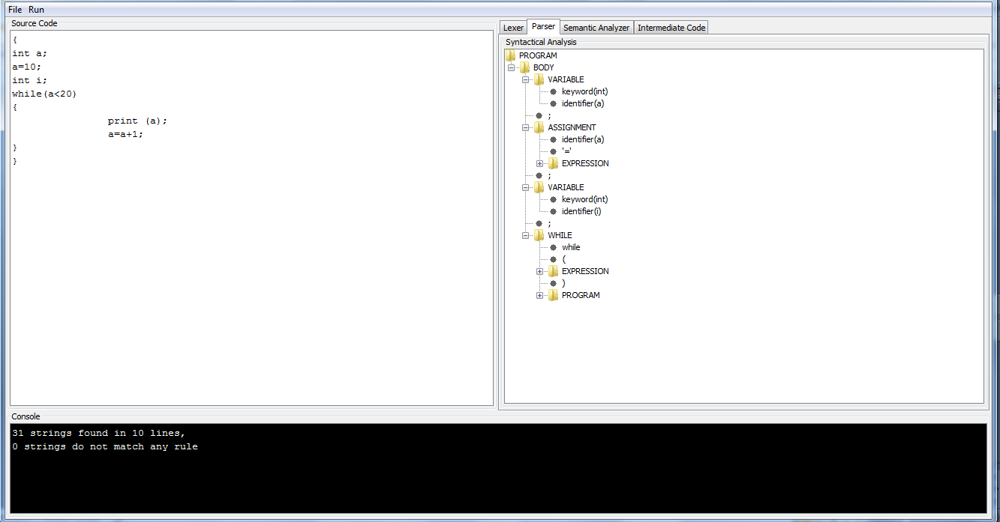 File Run
Source Code
{
int a;
a=10;
int i;
while(a<20)
{
print (a);
a=a+1;
}
}
Lexer Parser Semantic Analyzer Intermediate Code
Syntactical Analysis
PROGRAM
BODY
VARIABLE
keyword(int)
identifier(a)
;
ASSIGNMENT
identifier(a)
'='
EXPRESSION
;
VARIABLE
keyword(int)
identifier(i)
;
WHILE
while
(
EXPRESSION
)
PROGRAM
Console
31 strings found in 10 lines,
0 strings do not match any rule